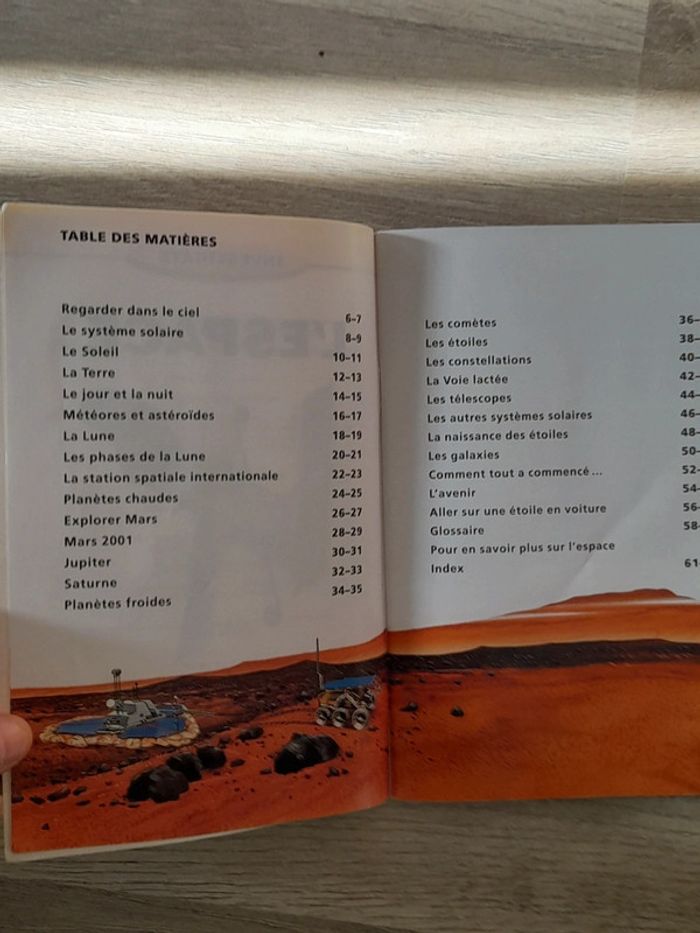 TABLE DES MATIÈRES
Regarder dans le ciel 6–7
Le système solaire 8–9
Le Soleil 10–11
La Terre 12–13
Le jour et la nuit 14–15
Météores et astéroïdes 16–17
La Lune 18–19
Les phases de la Lune 20–21
La station spatiale internationale 22–23
Planètes chaudes 24–25
Explorer Mars 26–27
Mars 2001 28–29
Jupiter 30–31
Saturne 32–33
Planètes froides 34–35
Les comètes 36–
Les étoiles 38–
Les constellations 40–
La Voie lactée 42–
Les télescopes 44–
Les autres systèmes solaires 46–
La naissance des étoiles 48–
Les galaxies 50–
Comment tout a commencé... 52–
L'avenir 54–
Aller sur une étoile en voiture 56–
Glossaire 58–
Pour en savoir plus sur l'espace
Index 61–